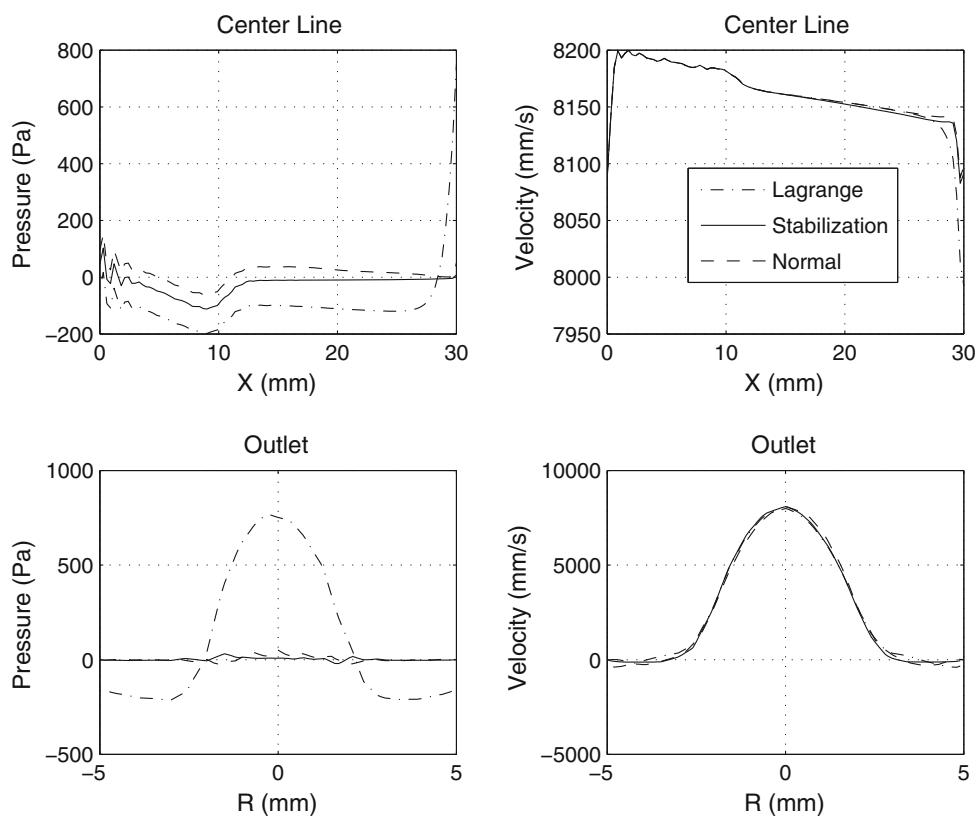 Center Line
800
600
400
200
0
−200
Pressure (Pa)
0
10
20
30
X (mm)
Center Line
8200
8150
8100
8050
8000
7950
Velocity (mm/s)
Lagrange
Stabilization
Normal
0
10
20
30
X (mm)
Outlet
1000
500
0
−500
Pressure (Pa)
−5
0
5
R (mm)
Outlet
10000
5000
0
−5000
Velocity (mm/s)
−5
0
5
R (mm)